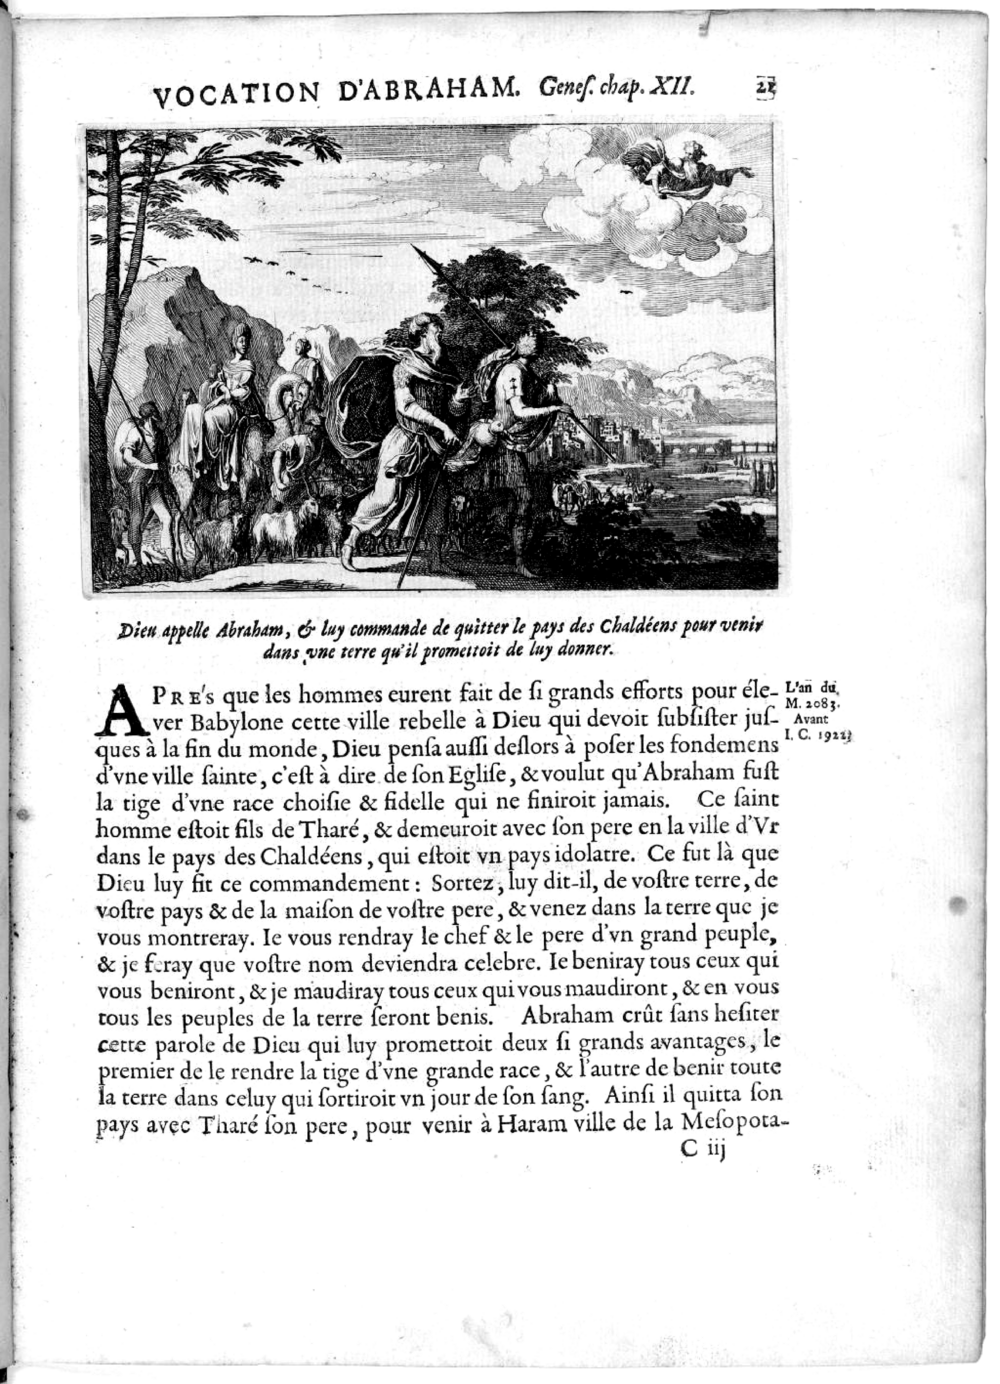 VOCATION D'ABRAHAM. Geneſ. chap. XII. 21
Dieu appelle Abraham, & luy commande de quitter le pays des Chaldéens pour venir
dans vne terre qu'il promettoit de luy donner.
APRE's que les hommes eurent fait de ſi grands efforts pour éle-
ver Babylone cette ville rebelle à Dieu qui devoit ſubſiſter juſ-
ques à la fin du monde, Dieu penſa auſſi deſlors à poſer les fondemens
d'vne ville ſainte, c'eſt à dire de ſon Egliſe, & voulut qu'Abraham fuſt
la tige d'vne race choiſie & fidelle qui ne finiroit jamais. Ce ſaint
homme eſtoit fils de Tharé, & demeuroit avec ſon pere en la ville d'Vr
dans le pays des Chaldéens, qui eſtoit vn pays idolatre. Ce fut là que
Dieu luy fit ce commandement : Sortez, luy dit-il, de voſtre terre, de
voſtre pays & de la maiſon de voſtre pere, & venez dans la terre que je
vous montreray. Ie vous rendray le chef & le pere d'vn grand peuple,
& je feray que voſtre nom deviendra celebre. Ie beniray tous ceux qui
vous beniront, & je maudiray tous ceux qui vous maudiront, & en vous
tous les peuples de la terre ſeront benis. Abraham crût ſans heſiter
cette parole de Dieu qui luy promettoit deux ſi grands avantages, le
premier de le rendre la tige d'vne grande race, & l'autre de benir toute
la terre dans celuy qui ſortiroit vn jour de ſon ſang. Ainſi il quitta ſon
pays avec Tharé ſon pere, pour venir à Haram ville de la Meſopota-
C iij
L'an du
M. 2083.
Avant
I. C. 1922.